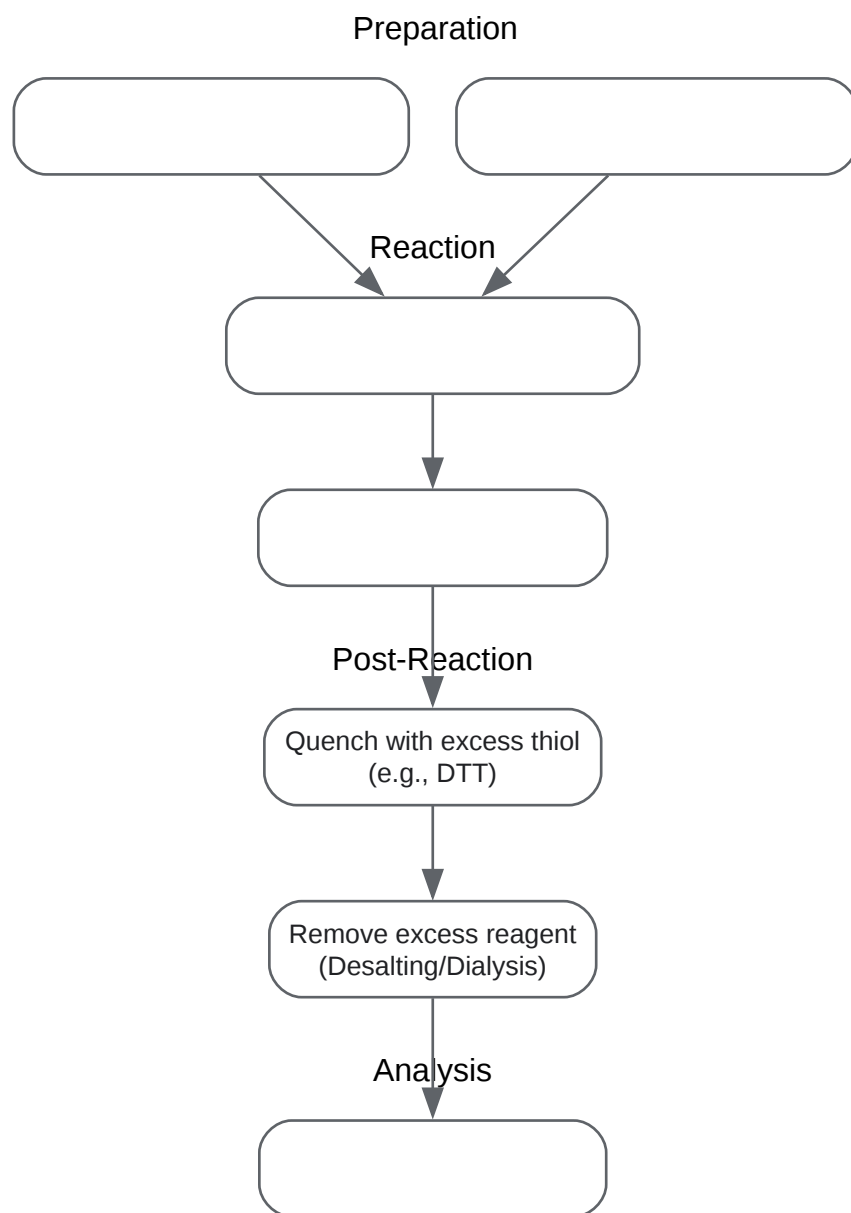 Preparation
Reaction
Post-Reaction
Quench with excess thiol
(e.g., DTT)
Remove excess reagent
(Desalting/Dialysis)
Analysis